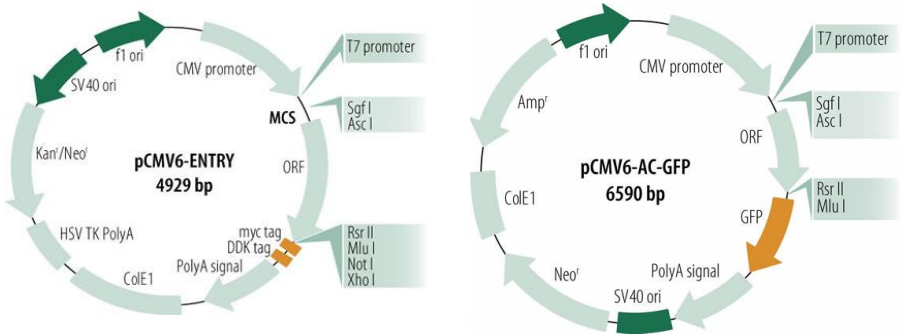 f1 ori
SV40 ori
CMV promoter
T7 promoter
MCS
Sgf I
Asc I
ORF
Kanʳ/Neoʳ
pCMV6-ENTRY
4929 bp
HSV TK PolyA
ColE1
PolyA signal
DDK tag
myc tag
Rsr II
Mlu I
Not I
Xho I
f1 ori
CMV promoter
T7 promoter
Sgf I
Asc I
Ampʳ
ORF
pCMV6-AC-GFP
6590 bp
ColE1
Rsr II
Mlu I
GFP
PolyA signal
Neoʳ
SV40 ori